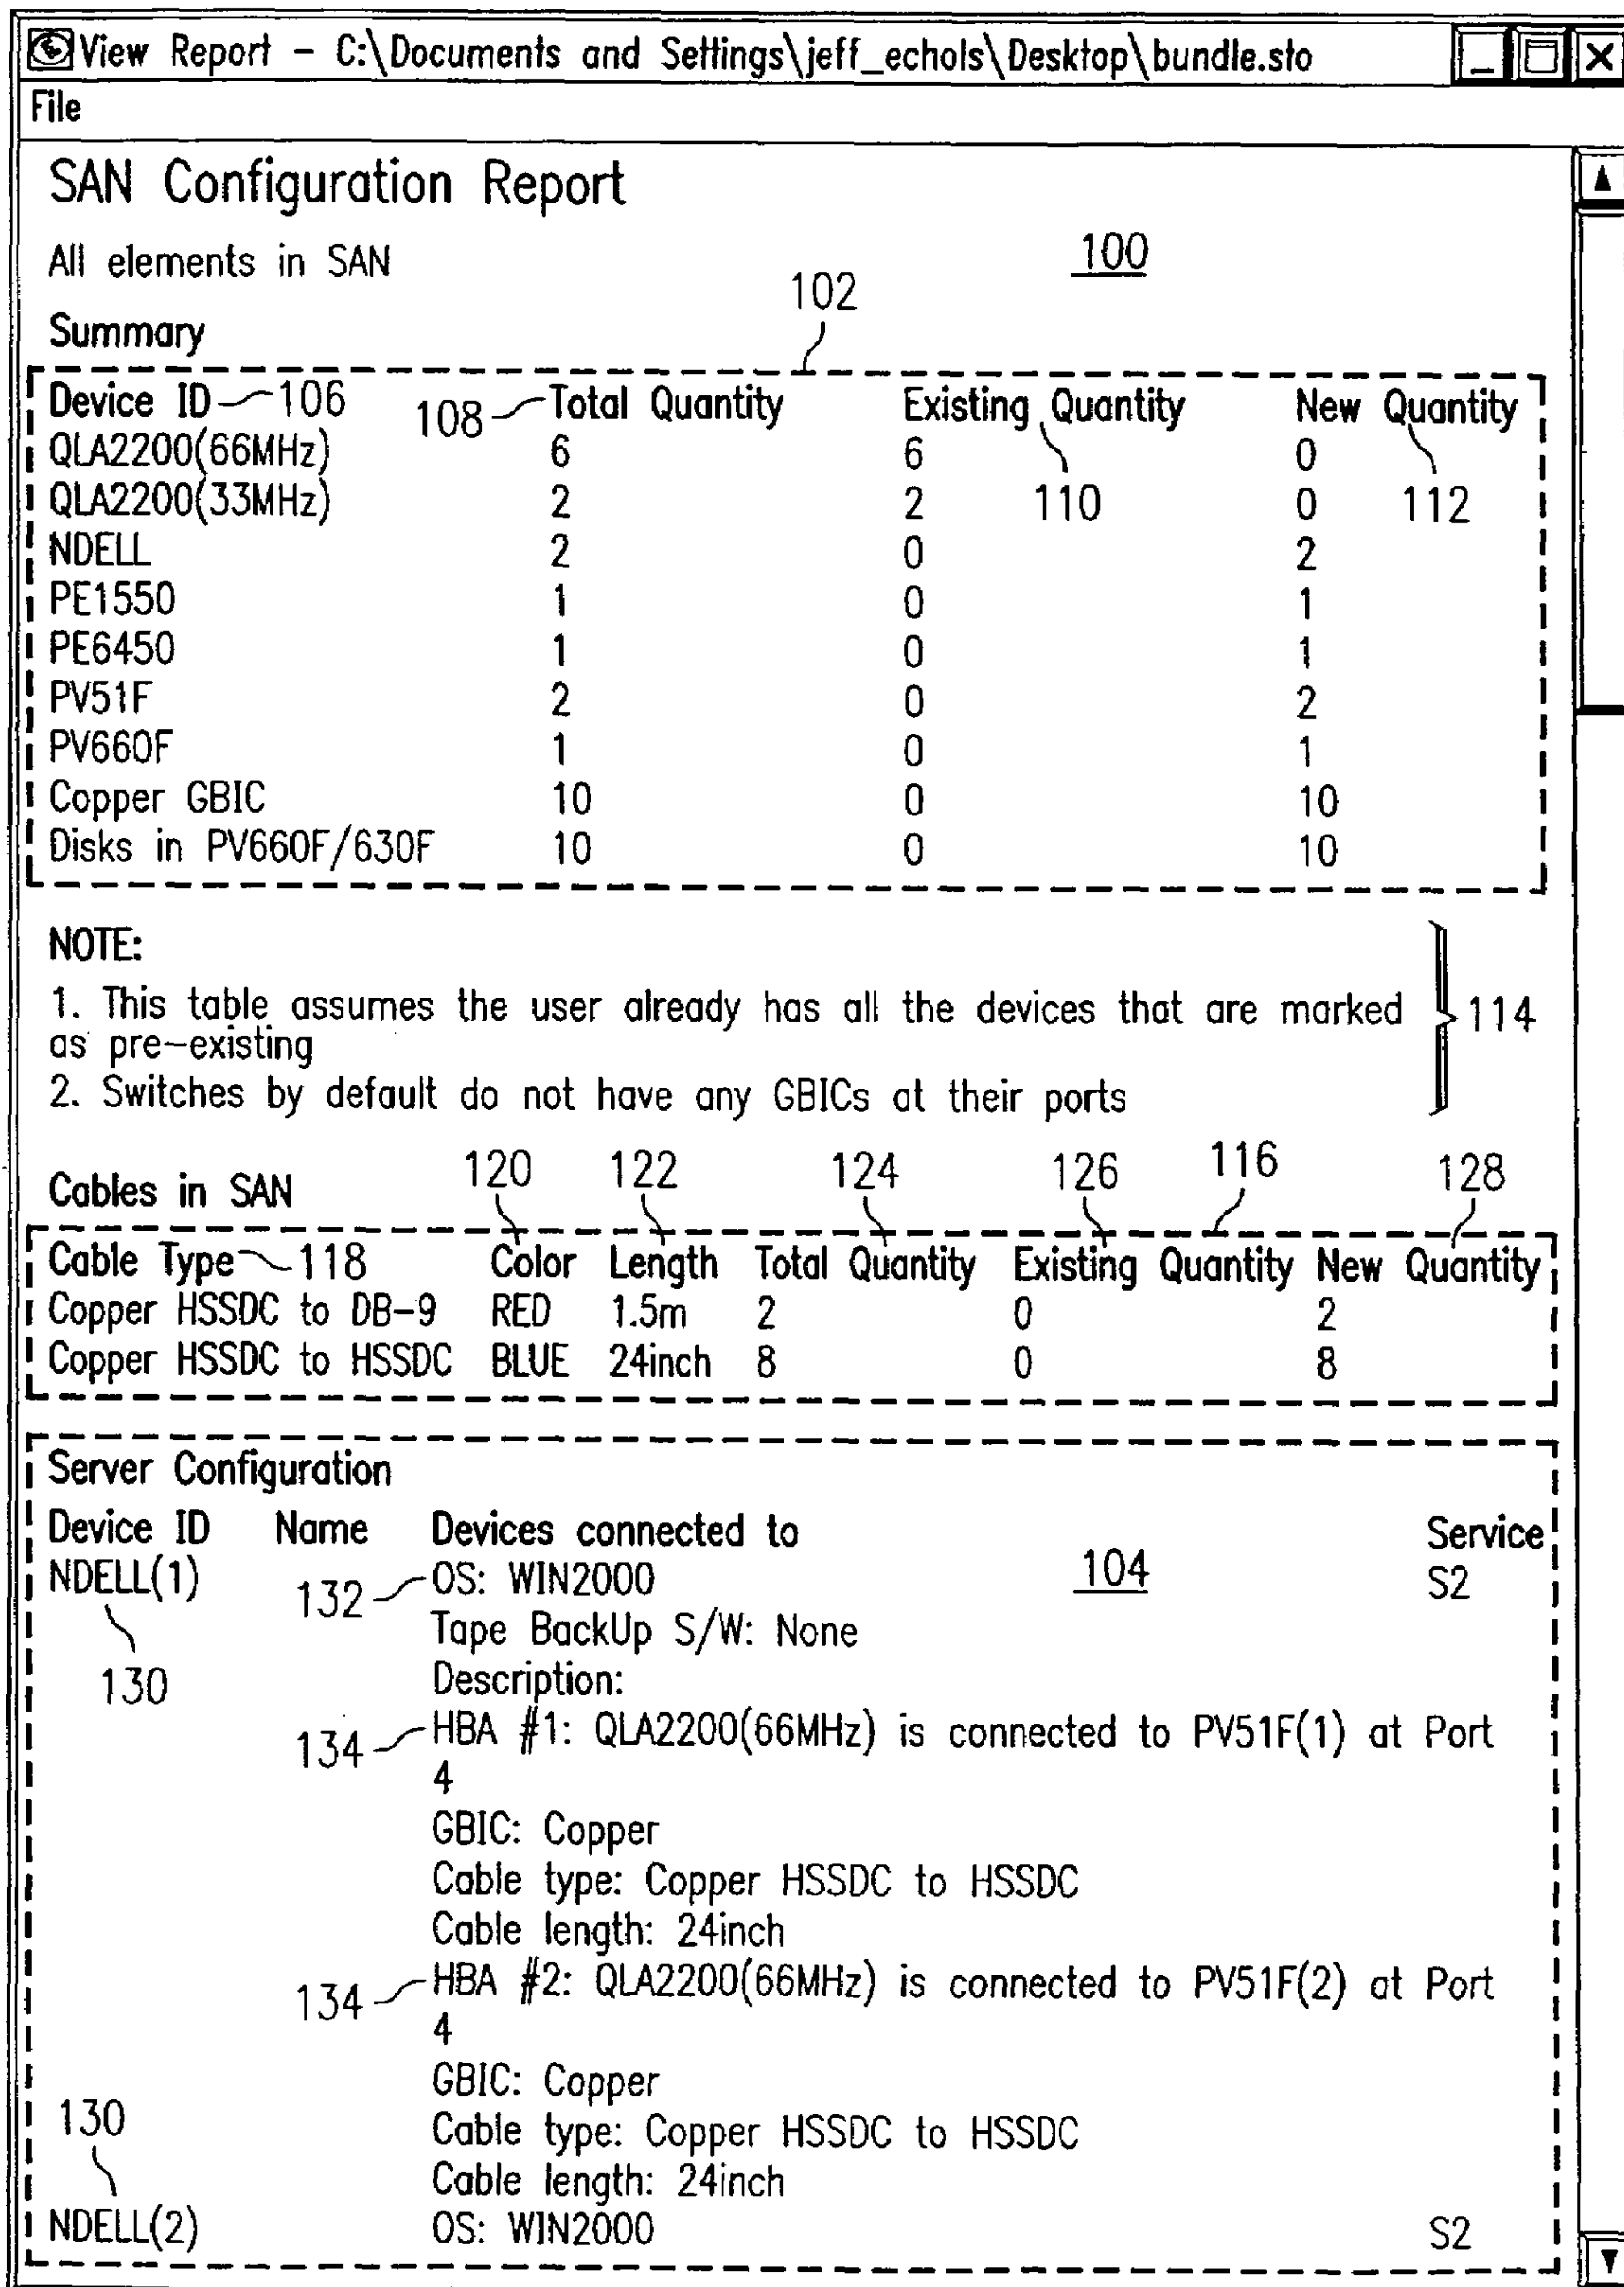 View Report - C:\Documents and Settings\jeff_echols\Desktop\bundle.sto
File
SAN Configuration Report
All elements in SAN 100
102
Summary
Device ID 106 108 Total Quantity Existing Quantity New Quantity
QLA2200(66MHz) 6 6 0
QLA2200(33MHz) 2 2 110 0 112
NDELL 2 0 2
PE1550 1 0 1
PE6450 1 0 1
PV51F 2 0 2
PV660F 1 0 1
Copper GBIC 10 0 10
Disks in PV660F/630F 10 0 10
NOTE:
1. This table assumes the user already has all the devices that are marked
as pre-existing
114
2. Switches by default do not have any GBICs at their ports
120 122 124 126 116 128
Cables in SAN
Cable Type 118 Color Length Total Quantity Existing Quantity New Quantity
Copper HSSDC to DB-9 RED 1.5m 2 0 2
Copper HSSDC to HSSDC BLUE 24inch 8 0 8
Server Configuration
Device ID Name Devices connected to Service
NDELL(1) 132 OS: WIN2000 104 S2
Tape BackUp S/W: None
130 Description:
134 HBA #1: QLA2200(66MHz) is connected to PV51F(1) at Port
4
GBIC: Copper
Cable type: Copper HSSDC to HSSDC
Cable length: 24inch
134 HBA #2: QLA2200(66MHz) is connected to PV51F(2) at Port
4
GBIC: Copper
130 Cable type: Copper HSSDC to HSSDC
Cable length: 24inch
NDELL(2) OS: WIN2000 S2